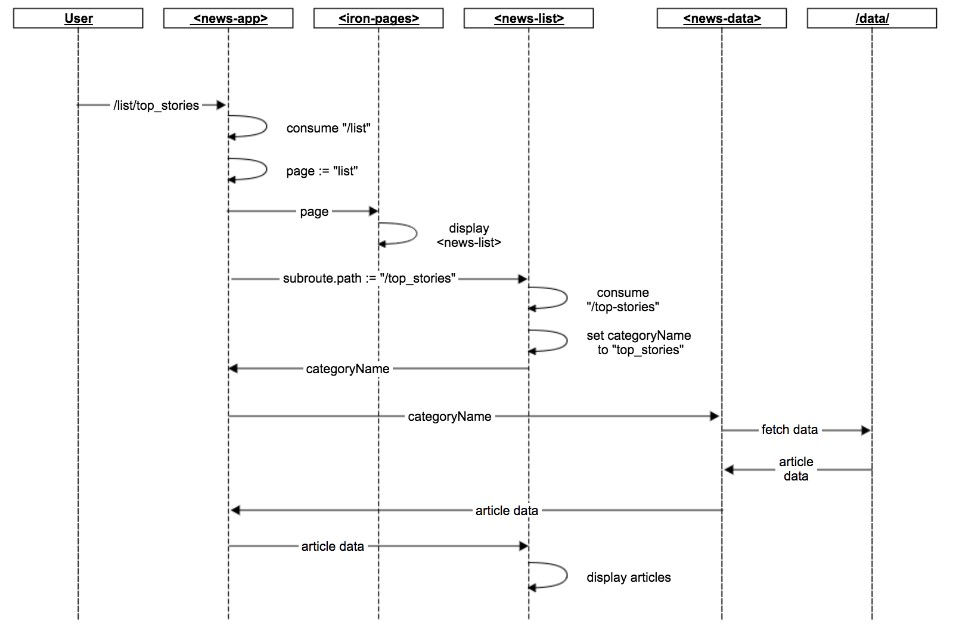 User
<news-app>
<iron-pages>
<news-list>
<news-data>
/data/
/list/top_stories
consume "/list"
page := "list"
page
display
<news-list>
subroute.path := "/top_stories"
consume
"/top-stories"
set categoryName
to "top_stories"
categoryName
categoryName
fetch data
article
data
article data
article data
display articles